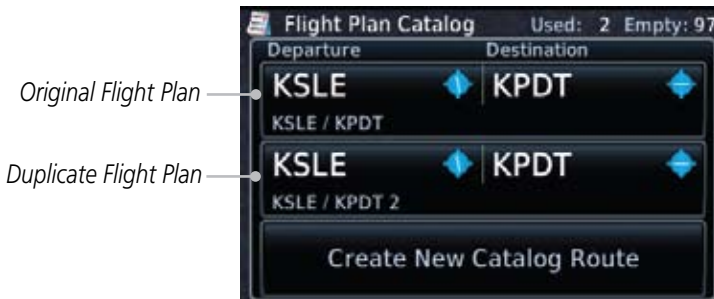 Flight Plan Catalog Used: 2 Empty: 97
Departure Destination
Original Flight Plan
KSLE KPDT
KSLE / KPDT
Duplicate Flight Plan
KSLE KPDT
KSLE / KPDT 2
Create New Catalog Route